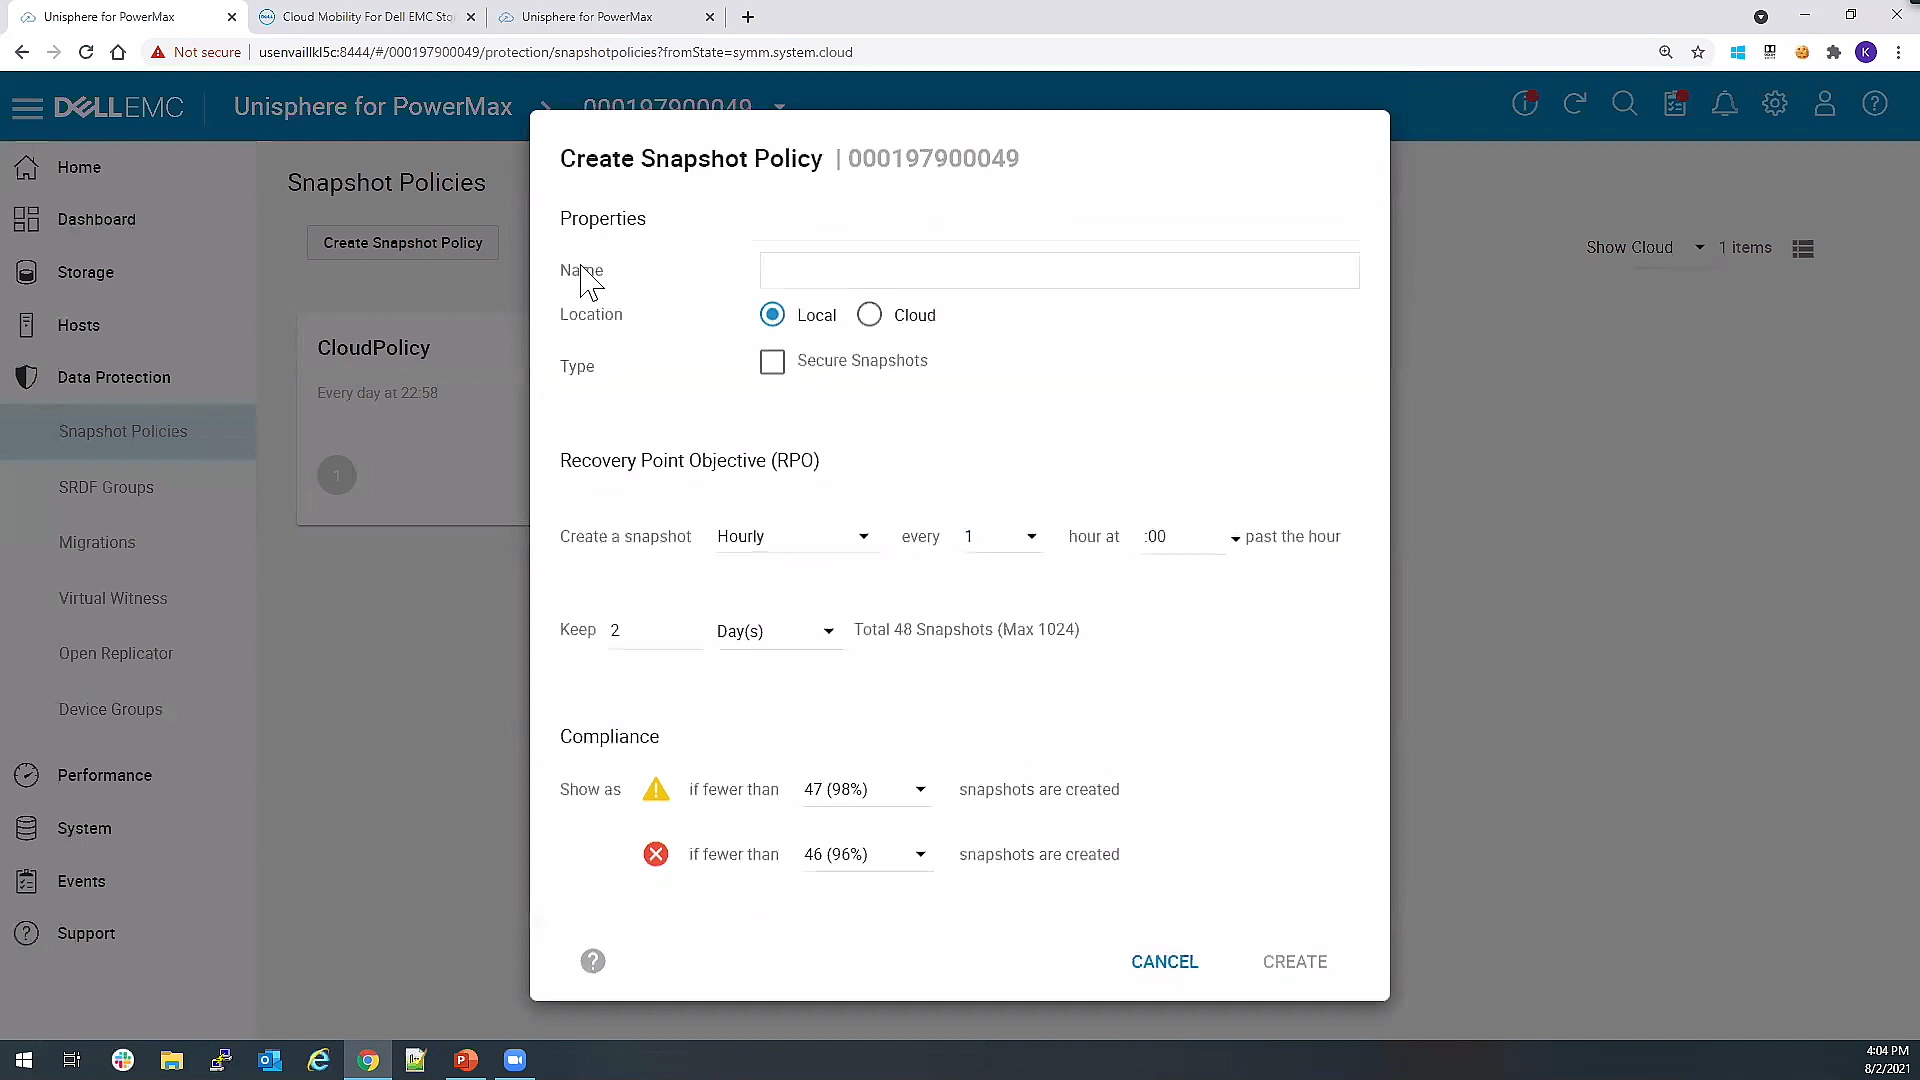 Unisphere for PowerMax
Cloud Mobility For Dell EMC Sto
Unisphere for PowerMax
Not secure
usenvaillkl5c:8444/#/000197900049/protection/snapshotpolicies?fromState=symm.system.cloud
K
DELLEMC
Unisphere for PowerMax
000197900049
Home
Dashboard
Storage
Hosts
Data Protection
Snapshot Policies
SRDF Groups
Migrations
Virtual Witness
Open Replicator
Device Groups
Performance
System
Events
Support
Snapshot Policies
Create Snapshot Policy
Show Cloud
1 items
CloudPolicy
Every day at 22:58
1
Create Snapshot Policy | 000197900049
Properties
Name
Location
Local
Cloud
Type
Secure Snapshots
Recovery Point Objective (RPO)
Create a snapshot Hourly every 1 hour at :00 past the hour
Keep 2 Day(s) Total 48 Snapshots (Max 1024)
Compliance
Show as if fewer than 47 (98%) snapshots are created
if fewer than 46 (96%) snapshots are created
CANCEL
CREATE
4:04 PM
8/2/2021